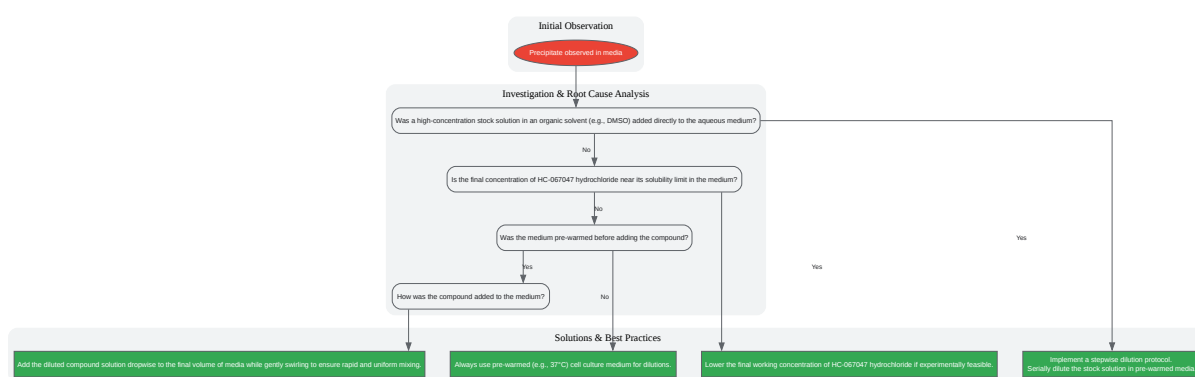 Initial Observation
Precipitate observed in media
Investigation & Root Cause Analysis
Was a high-concentration stock solution in an organic solvent (e.g., DMSO) added directly to the aqueous medium?
No
Is the final concentration of HC-067047 hydrochloride near its solubility limit in the medium?
No
Was the medium pre-warmed before adding the compound?
Yes
Yes
Yes
How was the compound added to the medium?
No
Solutions & Best Practices
Add the diluted compound solution dropwise to the final volume of media while gently swirling to ensure rapid and uniform mixing.
Always use pre-warmed (e.g., 37°C) cell culture medium for dilutions.
Lower the final working concentration of HC-067047 hydrochloride if experimentally feasible.
Implement a stepwise dilution protocol.
Serially dilute the stock solution in pre-warmed media